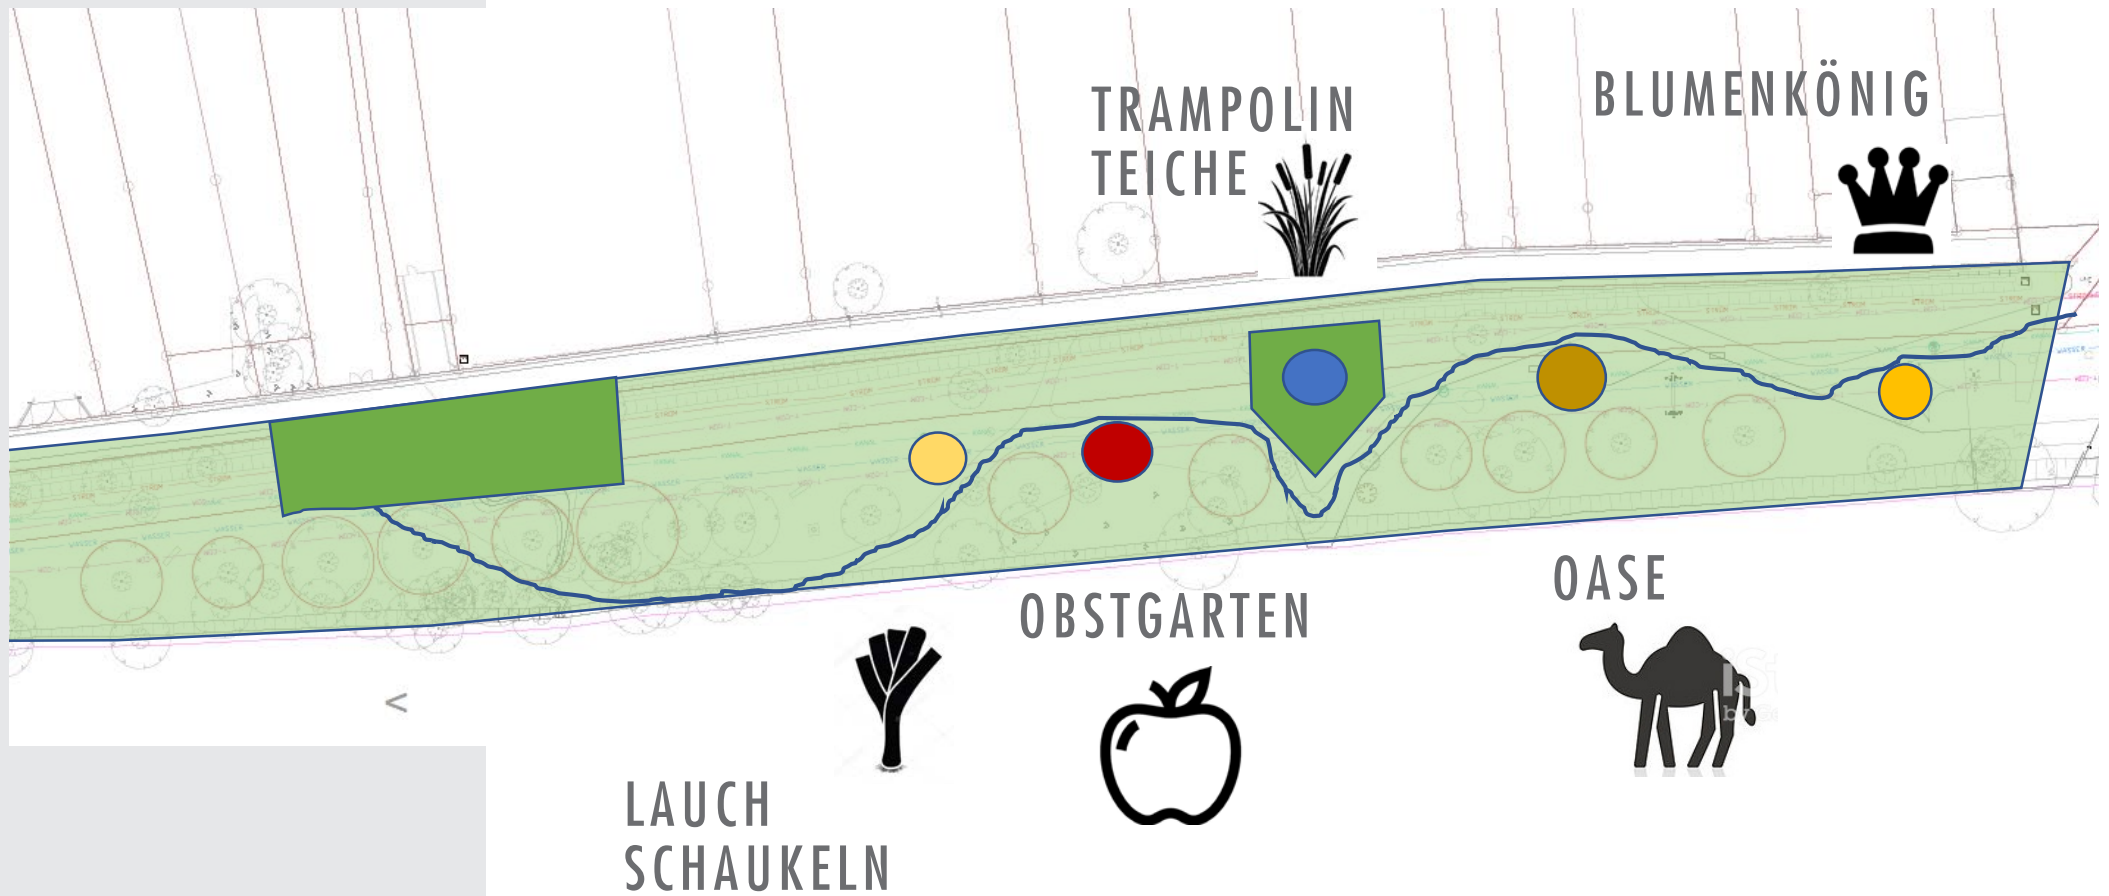 TRAMPOLIN
TEICHE
BLUMENKÖNIG
OBSTGARTEN
OASE
<
LAUCH
SCHAUKELN